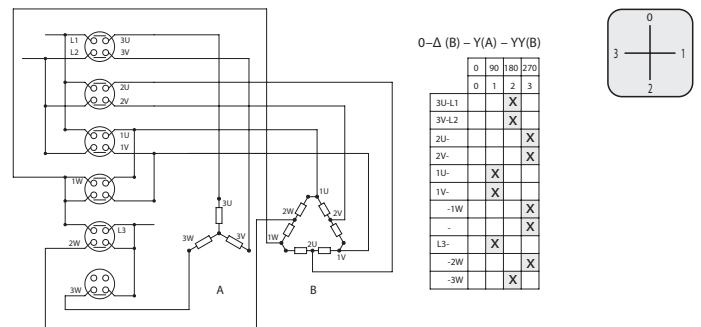 L1 3U
L2 3V
2U
2V
1U
1V
1W
L3
2W
3W
3U
3W 3V
A
1U
2W 2V
1W 2U 1V
B
0–Δ (B) – Y(A) – YY(B)
0 90 180 270
0 1 2 3
3U-L1 X
3V-L2 X
2U- X
2V- X
1U- X
1V- X
-1W X
- X
L3- X
-2W X
-3W X
0
3 1
2